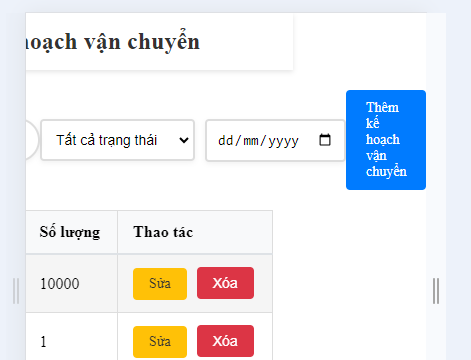 hoạch vận chuyển
Tất cả trạng thái dd/mm/yyyy
Thêm
kế
hoạch
vận
chuyển
Số lượng Thao tác
10000 Sửa Xóa
1 Sửa Xóa